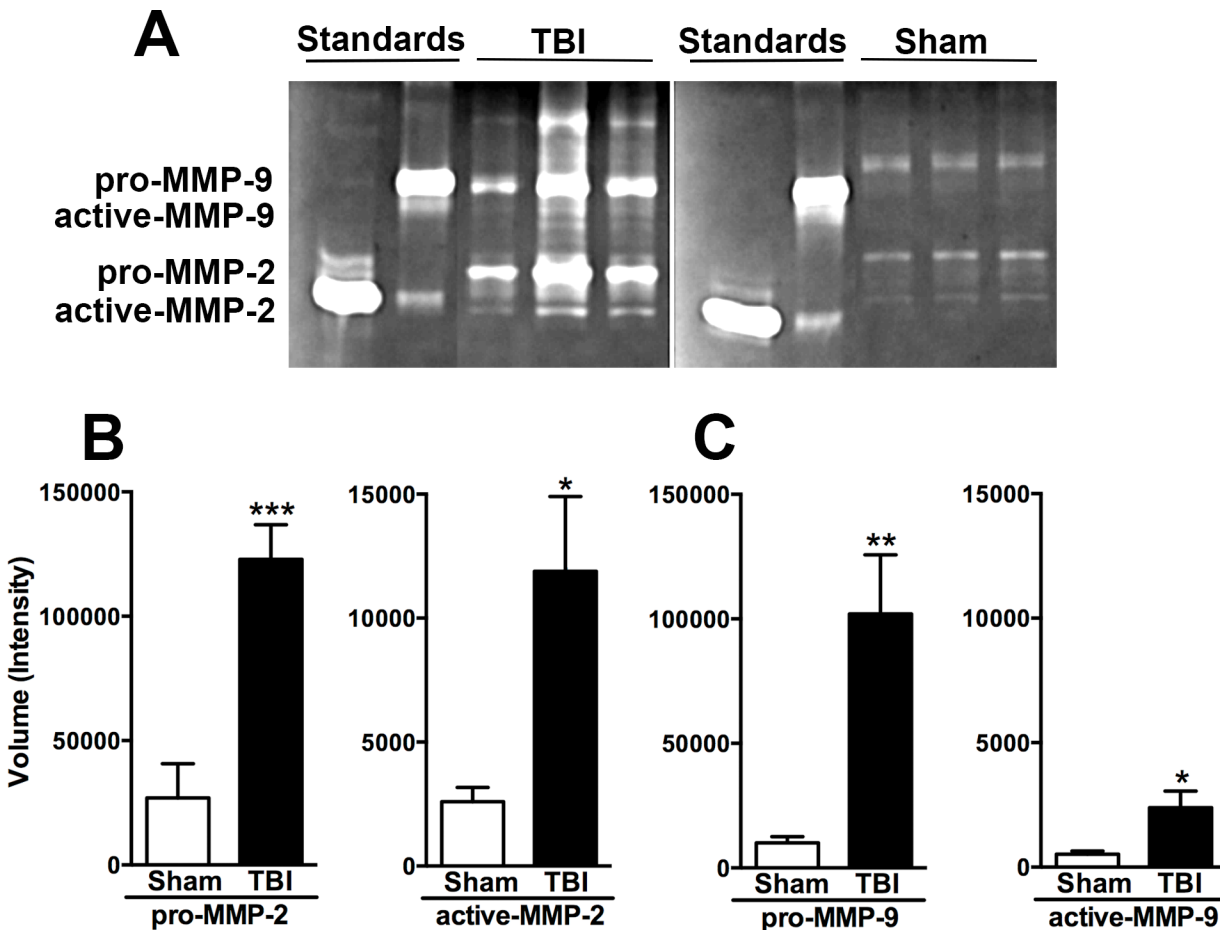 A
Standards TBI Standards Sham
pro-MMP-9
active-MMP-9
pro-MMP-2
active-MMP-2
B C
Volume (Intensity)
150000
100000
50000
0
***
Sham TBI
pro-MMP-2
15000
10000
5000
0
*
Sham TBI
active-MMP-2
150000
100000
50000
0
**
Sham TBI
pro-MMP-9
15000
10000
5000
0
*
Sham TBI
active-MMP-9